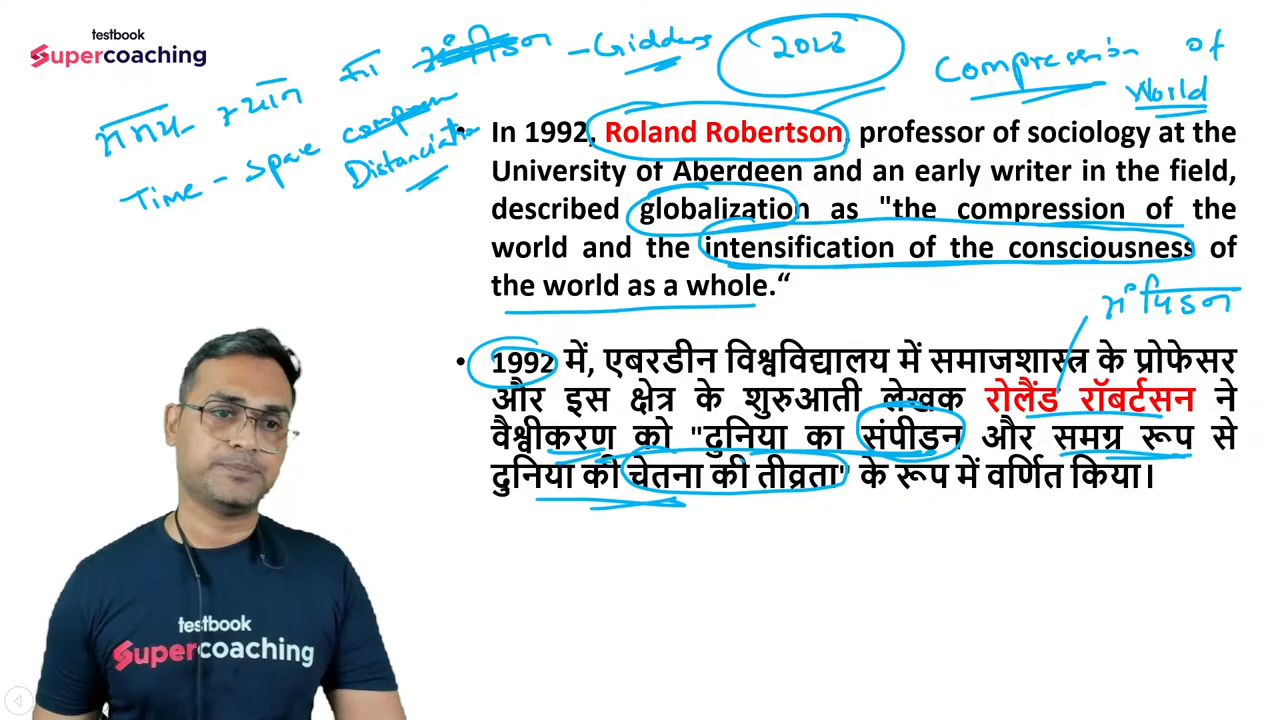 testbook
Supercoaching
समय स्थान का
- Giddens
2023
Compression of
World
Time - Space
Distanciation
• In 1992, Roland Robertson, professor of sociology at the
University of Aberdeen and an early writer in the field,
described globalization as "the compression of the
world and the intensification of the consciousness of
the world as a whole.“
संपिडन
• 1992 में, एबरडीन विश्वविद्यालय में समाजशास्त्र के प्रोफेसर
और इस क्षेत्र के शुरुआती लेखक रोलैंड रॉबर्टसन ने
वैश्वीकरण को "दुनिया का संपीड़न और समग्र रूप से
दुनिया की चेतना की तीव्रता" के रूप में वर्णित किया।
testbook
Supercoaching